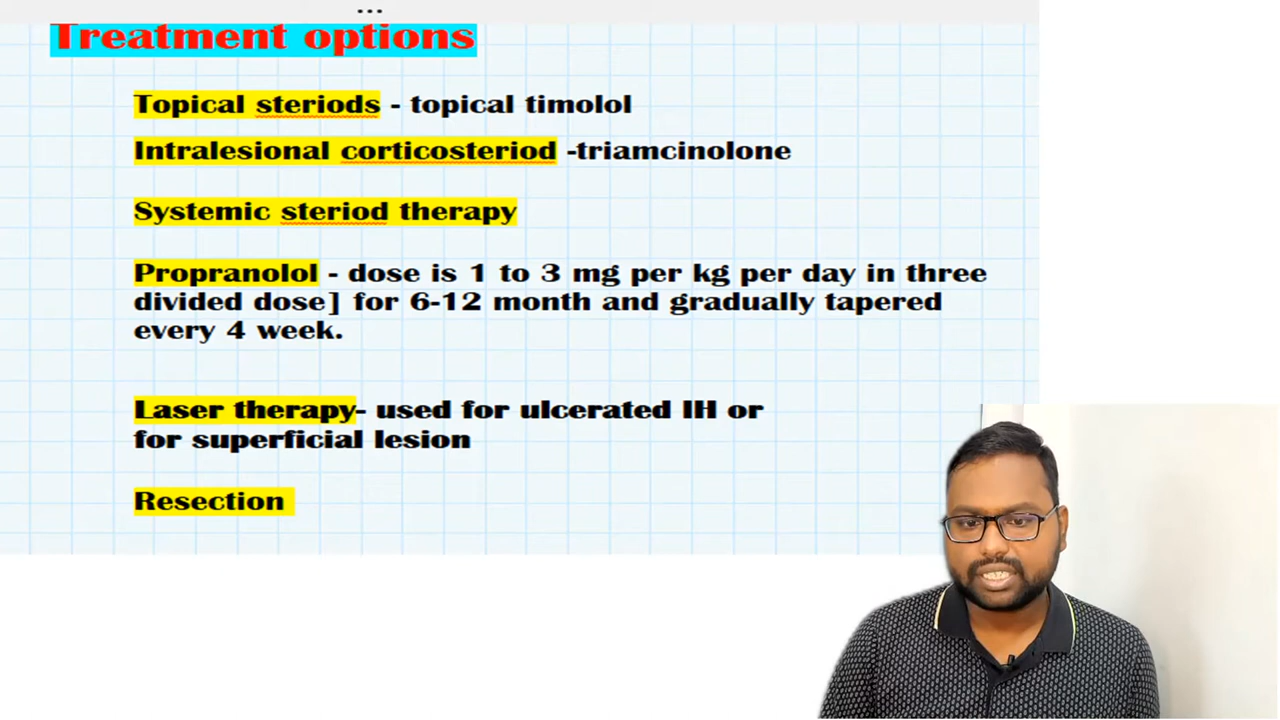 ...
Treatment options
Topical steriods - topical timolol
Intralesional corticosteriod -triamcinolone
Systemic steriod therapy
Propranolol - dose is 1 to 3 mg per kg per day in three
divided dose] for 6-12 month and gradually tapered
every 4 week.
Laser therapy- used for ulcerated IH or
for superficial lesion
Resection